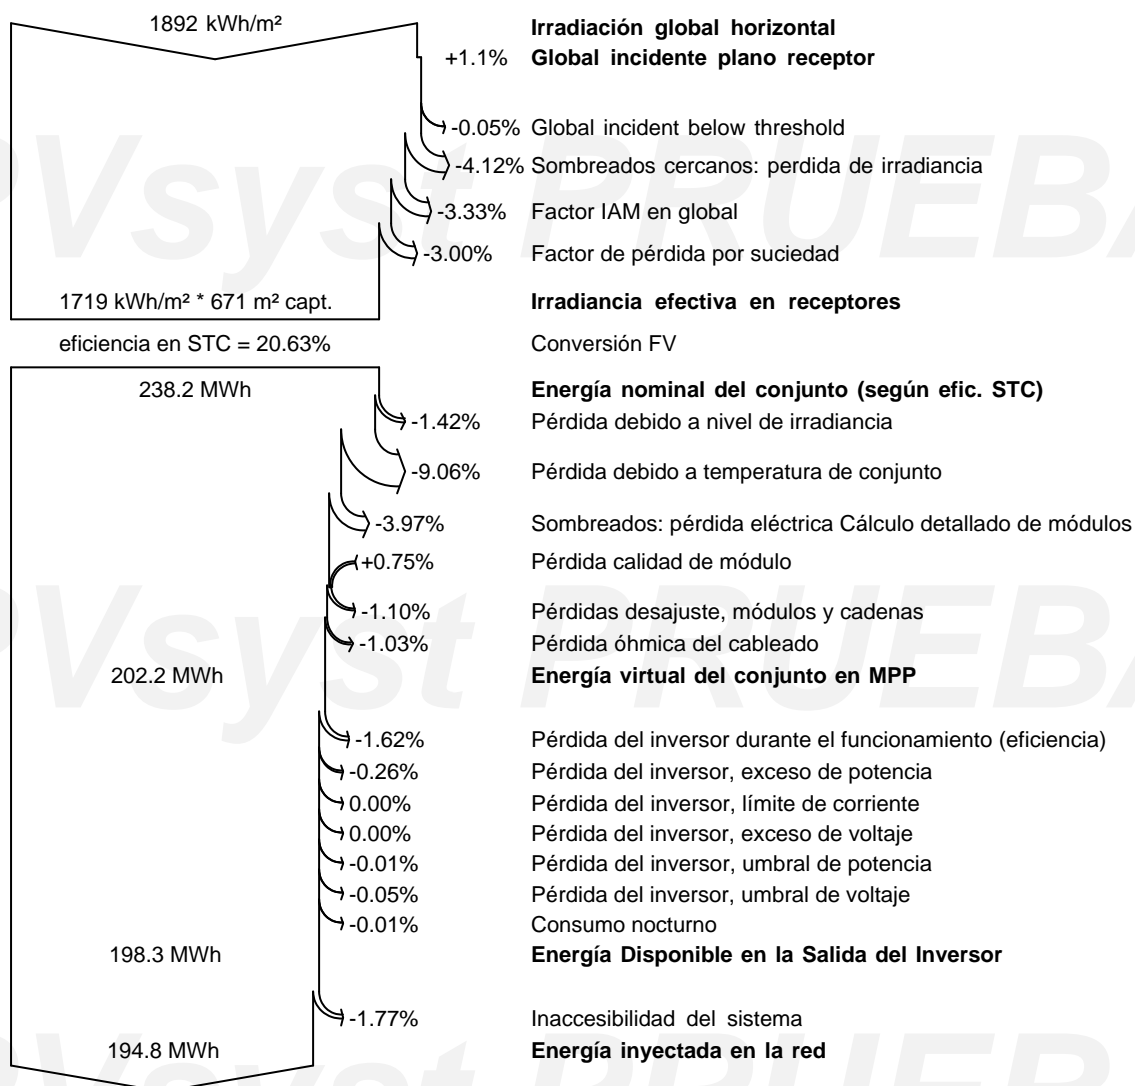 1892 kWh/m² Irradiación global horizontal
+1.1% Global incidente plano receptor
-0.05% Global incident below threshold
-4.12% Sombreados cercanos: perdida de irradiancia
-3.33% Factor IAM en global
-3.00% Factor de pérdida por suciedad
1719 kWh/m² * 671 m² capt. Irradiancia efectiva en receptores
eficiencia en STC = 20.63% Conversión FV
238.2 MWh Energía nominal del conjunto (según efic. STC)
-1.42% Pérdida debido a nivel de irradiancia
-9.06% Pérdida debido a temperatura de conjunto
-3.97% Sombreados: pérdida eléctrica Cálculo detallado de módulos
+0.75% Pérdida calidad de módulo
-1.10% Pérdidas desajuste, módulos y cadenas
-1.03% Pérdida óhmica del cableado
202.2 MWh Energía virtual del conjunto en MPP
-1.62% Pérdida del inversor durante el funcionamiento (eficiencia)
-0.26% Pérdida del inversor, exceso de potencia
0.00% Pérdida del inversor, límite de corriente
0.00% Pérdida del inversor, exceso de voltaje
-0.01% Pérdida del inversor, umbral de potencia
-0.05% Pérdida del inversor, umbral de voltaje
-0.01% Consumo nocturno
198.3 MWh Energía Disponible en la Salida del Inversor
-1.77% Inaccesibilidad del sistema
194.8 MWh Energía inyectada en la red
PVsyst PRUEBA
PVsyst PRUEBA
PVsyst PRUEBA